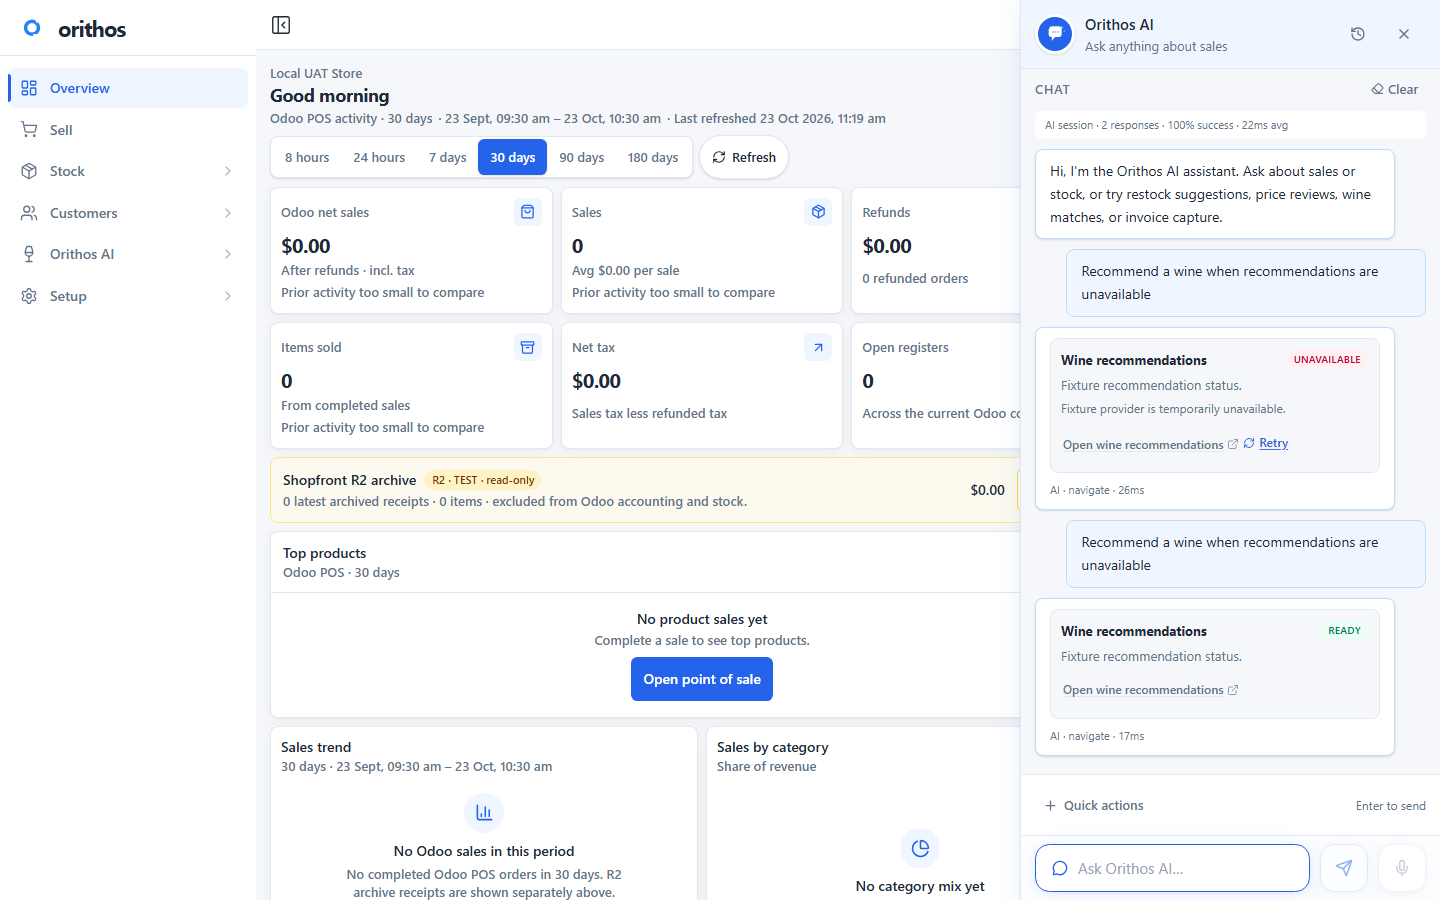 orithos
Overview
Sell
Stock
Customers
Orithos AI
Setup
Local UAT Store
Good morning
Odoo POS activity · 30 days · 23 Sept, 09:30 am – 23 Oct, 10:30 am · Last refreshed 23 Oct 2026, 11:19 am
8 hours
24 hours
7 days
30 days
90 days
180 days
Refresh
Odoo net sales
$0.00
After refunds · incl. tax
Prior activity too small to compare
Sales
0
Avg $0.00 per sale
Prior activity too small to compare
Refunds
$0.00
0 refunded orders
Items sold
0
From completed sales
Prior activity too small to compare
Net tax
$0.00
Sales tax less refunded tax
Open registers
0
Across the current Odoo
Shopfront R2 archive
R2 · TEST · read-only
0 latest archived receipts · 0 items · excluded from Odoo accounting and stock.
$0.00
Top products
Odoo POS · 30 days
No product sales yet
Complete a sale to see top products.
Open point of sale
Sales trend
30 days · 23 Sept, 09:30 am – 23 Oct, 10:30 am
No Odoo sales in this period
No completed Odoo POS orders in 30 days. R2
archive receipts are shown separately above.
Sales by category
Share of revenue
No category mix yet
Orithos AI
Ask anything about sales
CHAT
Clear
AI session · 2 responses · 100% success · 22ms avg
Hi, I'm the Orithos AI assistant. Ask about sales or
stock, or try restock suggestions, price reviews, wine
matches, or invoice capture.
Recommend a wine when recommendations are
unavailable
Wine recommendations
UNAVAILABLE
Fixture recommendation status.
Fixture provider is temporarily unavailable.
Open wine recommendations
Retry
AI · navigate · 26ms
Recommend a wine when recommendations are
unavailable
Wine recommendations
READY
Fixture recommendation status.
Open wine recommendations
AI · navigate · 17ms
Quick actions
Enter to send
Ask Orithos AI...